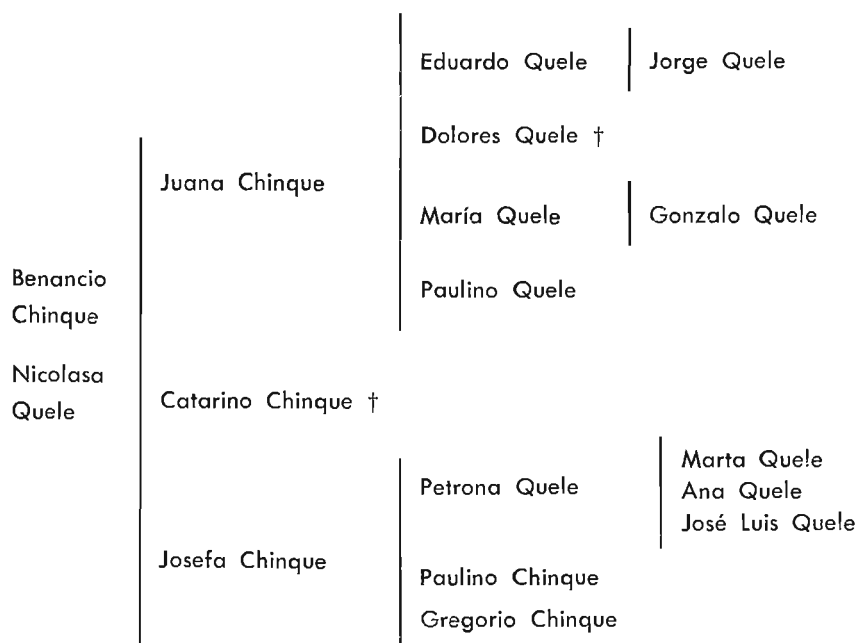 Eduardo Quele
Jorge Quele
Dolores Quele †
Juana Chinque
María Quele
Gonzalo Quele
Benancio
Chinque
Paulino Quele
Nicolasa
Quele
Catarino Chinque †
Petrona Quele
Marta Quele
Ana Quele
José Luis Quele
Josefa Chinque
Paulino Chinque
Gregorio Chinque